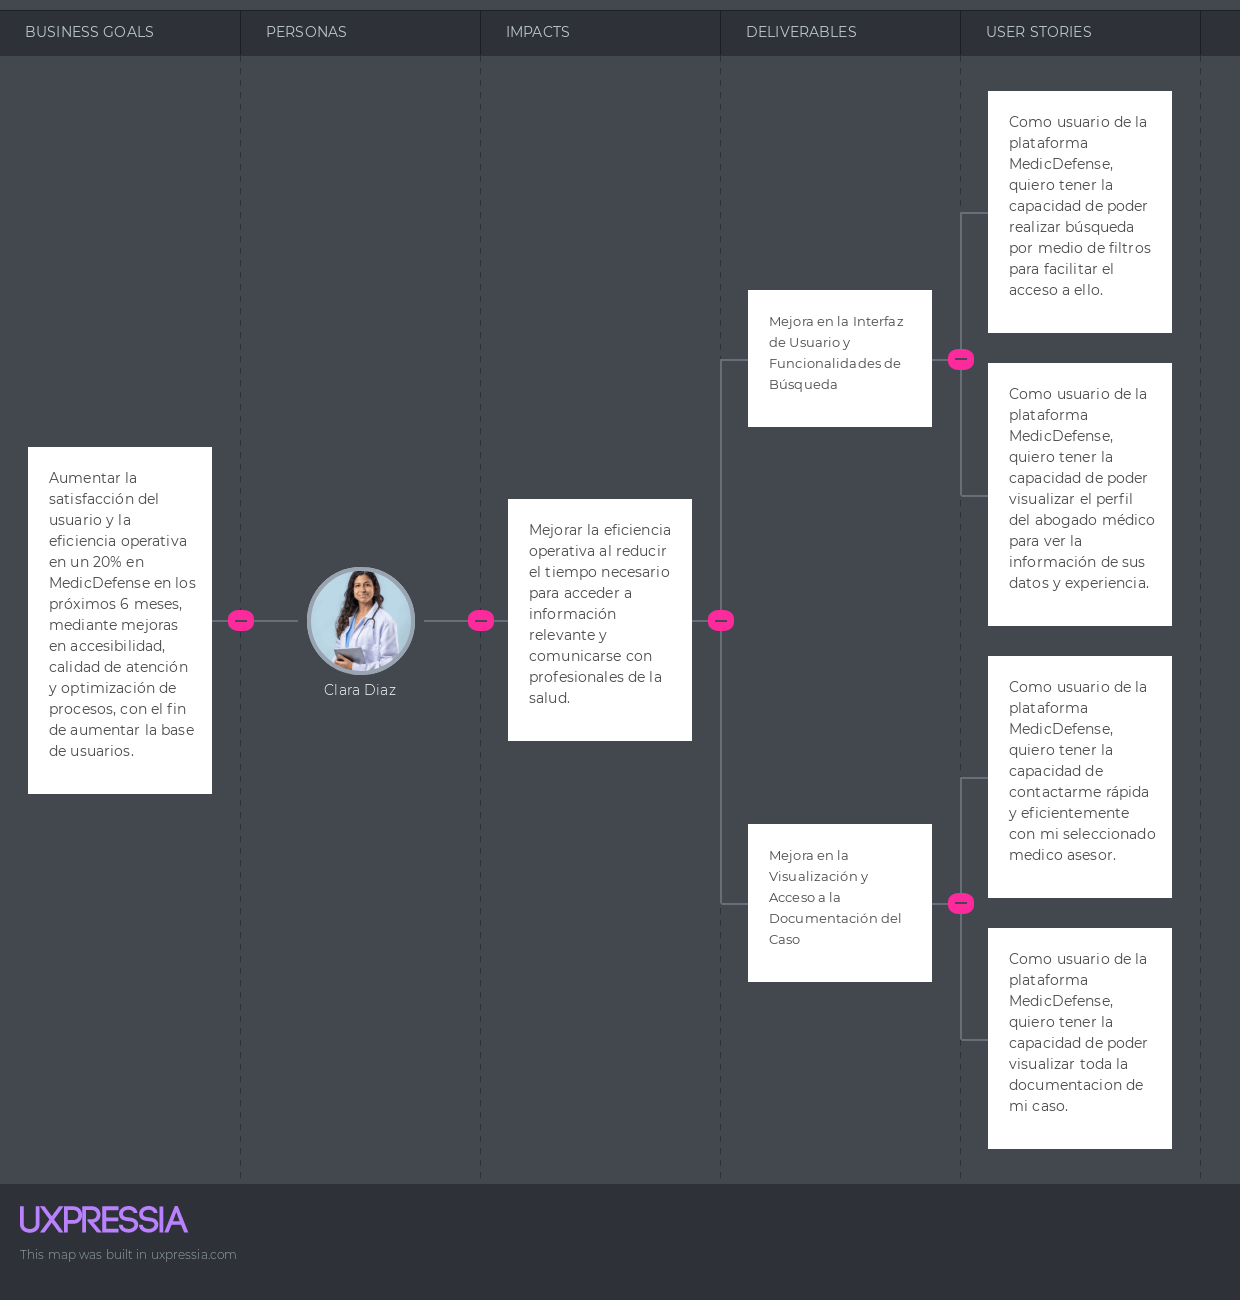 BUSINESS GOALS
PERSONAS
IMPACTS
DELIVERABLES
USER STORIES
Aumentar la
satisfacción del
usuario y la
eficiencia operativa
en un 20% en
MedicDefense en los
próximos 6 meses,
mediante mejoras
en accesibilidad,
calidad de atención
y optimización de
procesos, con el fin
de aumentar la base
de usuarios.
Clara Diaz
Mejorar la eficiencia
operativa al reducir
el tiempo necesario
para acceder a
información
relevante y
comunicarse con
profesionales de la
salud.
Mejora en la Interfaz
de Usuario y
Funcionalidades de
Búsqueda
Como usuario de la
plataforma
MedicDefense,
quiero tener la
capacidad de poder
realizar búsqueda
por medio de filtros
para facilitar el
acceso a ello.
Como usuario de la
plataforma
MedicDefense,
quiero tener la
capacidad de poder
visualizar el perfil
del abogado médico
para ver la
información de sus
datos y experiencia.
Mejora en la
Visualización y
Acceso a la
Documentación del
Caso
Como usuario de la
plataforma
MedicDefense,
quiero tener la
capacidad de
contactarme rápida
y eficientemente
con mi seleccionado
medico asesor.
Como usuario de la
plataforma
MedicDefense,
quiero tener la
capacidad de poder
visualizar toda la
documentacion de
mi caso.
UXPRESSIA
This map was built in uxpressia.com